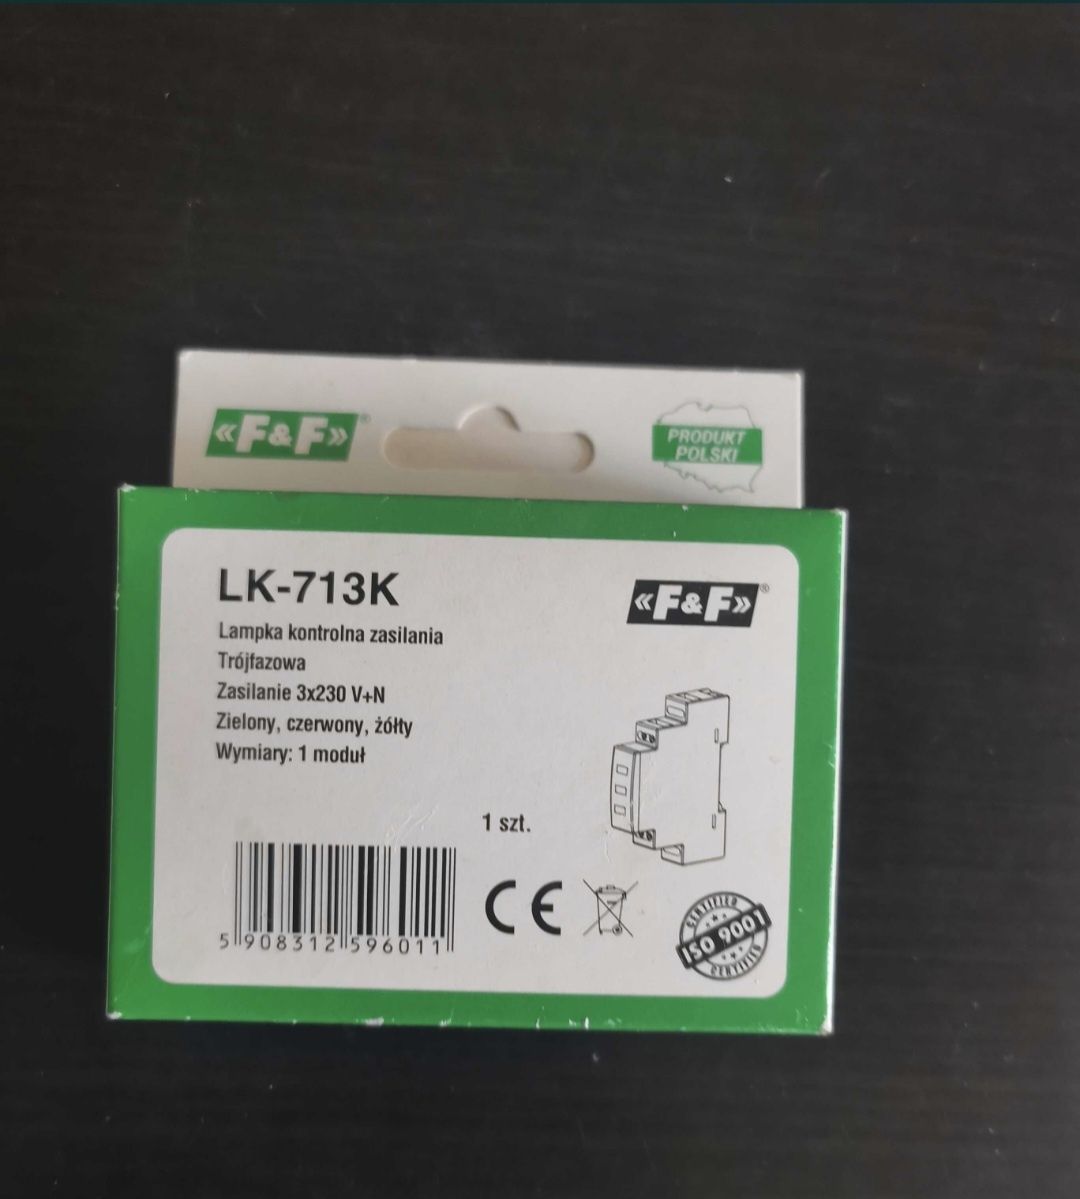 «F&F»®
PRODUKT
POLSKI
LK-713K
«F&F»®
Lampka kontrolna zasilania
Trójfazowa
Zasilanie 3x230 V+N
Zielony, czerwony, żółty
Wymiary: 1 moduł
1 szt.
5 908312 596011
CE
CERTIFIED
ISO 9001
CERTIFIED